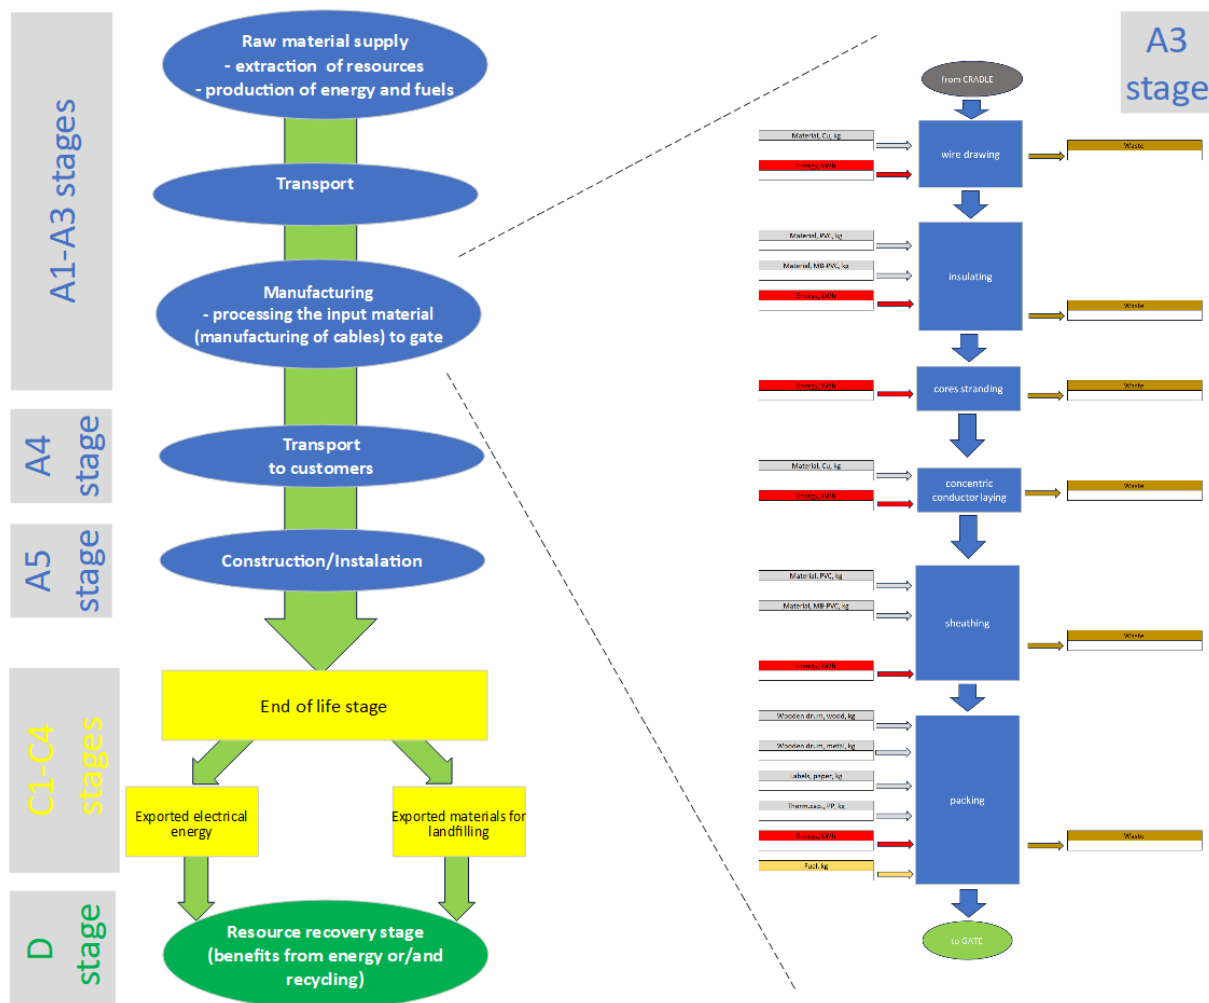 A1-A3 stages
Raw material supply
- extraction of resources
- production of energy and fuels
Transport
Manufacturing
- processing the input material
(manufacturing of cables) to gate
A4
stage
Transport
to customers
A5
stage
Construction/Instalation
C1-C4
stages
End of life stage
Exported electrical
energy
Exported materials for
landfilling
D
stage
Resource recovery stage
(benefits from energy or/and
recycling)
A3
stage
from CRADLE
Material, Cu, kg
Energy, kWh
wire drawing
Waste
Material, PVC, kg
Material, MB-PVC, kg
Energy, kWh
insulating
Waste
Energy, kWh
cores stranding
Waste
Material, Cu, kg
Energy, kWh
concentric
conductor laying
Waste
Material, PVC, kg
Material, MB-PVC, kg
Energy, kWh
sheathing
Waste
Wooden drum, wood, kg
Wooden drum, metal, kg
Labels, paper, kg
Therm.cap., PP, kg
Energy, kWh
Fuel, kg
packing
Waste
to GATE